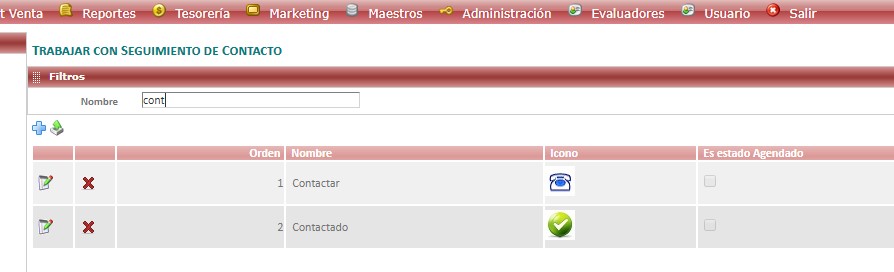 t Venta Reportes Tesorería Marketing Maestros Administración Evaluadores Usuario Salir
TRABAJAR CON SEGUIMIENTO DE CONTACTO
Filtros
Nombre cont
Orden Nombre Icono Es estado Agendado
1 Contactar
2 Contactado